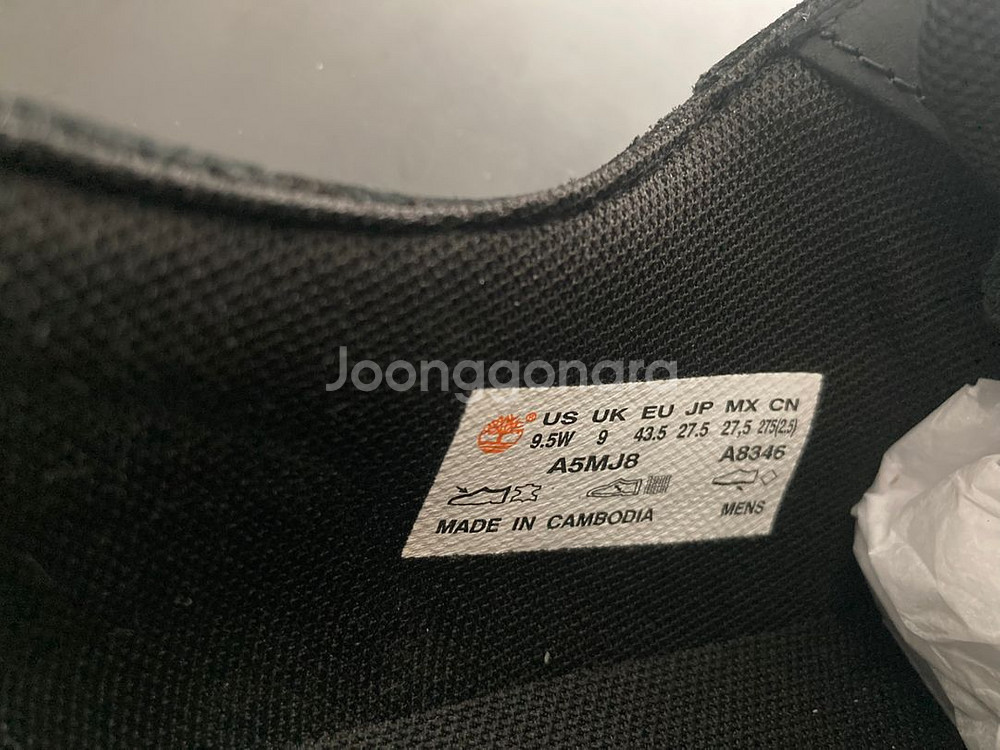 Joonggonara
US UK EU JP MX CN
9.5W 9 43.5 27.5 27,5 275(2.5)
A5MJ8 A8346
MADE IN CAMBODIA MENS